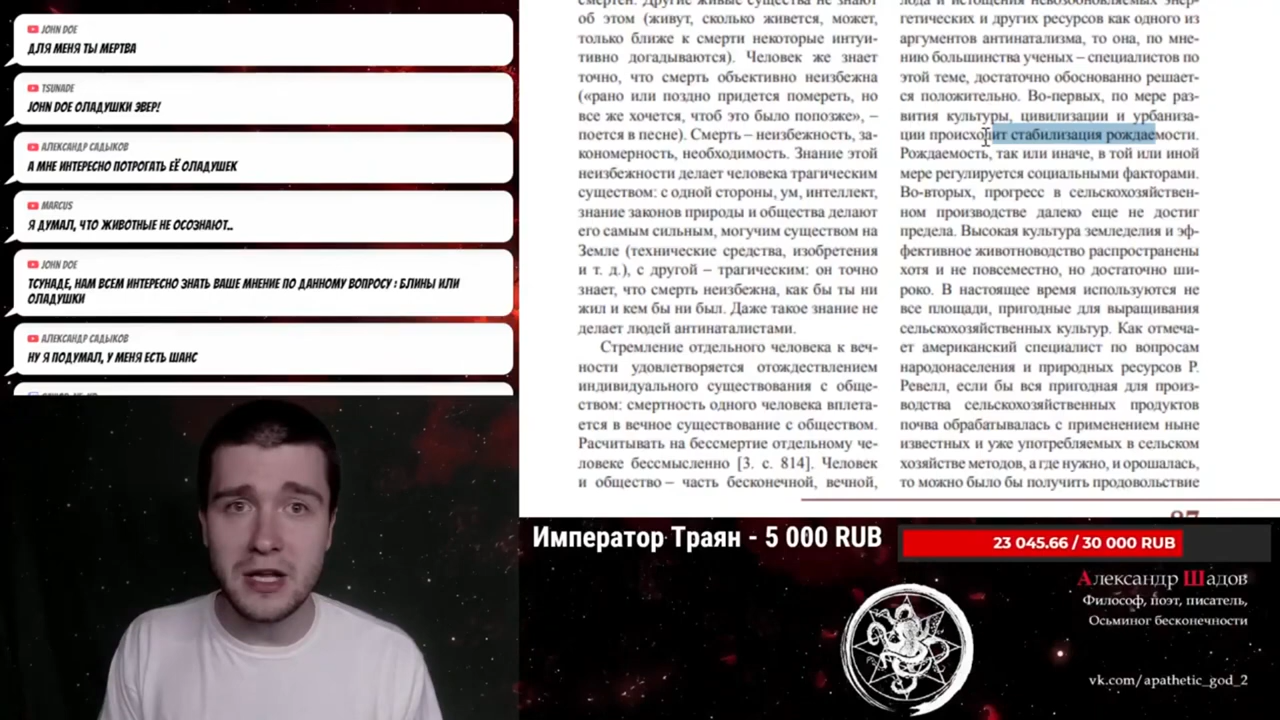 JOHN DOE
ДЛЯ МЕНЯ ТЫ МЕРТВА
TSUNADE
JOHN DOE ОЛАДУШКИ ЭВЕР!
АЛЕКСАНДР САДЫКОВ
А МНЕ ИНТЕРЕСНО ПОТРОГАТЬ ЕЁ ОЛАДУШЕК
MARCUS
Я ДУМАЛ, ЧТО ЖИВОТНЫЕ НЕ ОСОЗНАЮТ..
JOHN DOE
ТСУНАДЕ, НАМ ВСЕМ ИНТЕРЕСНО ЗНАТЬ ВАШЕ МНЕНИЕ ПО ДАННОМУ ВОПРОСУ : БЛИНЫ ИЛИ
ОЛАДУШКИ
АЛЕКСАНДР САДЫКОВ
НУ Я ПОДУМАЛ, У МЕНЯ ЕСТЬ ШАНС
смертен. Другие живые существа не знают
об этом (живут, сколько живется, может,
только ближе к смерти некоторые интуи-
тивно догадываются). Человек же знает
точно, что смерть объективно неизбежна
(«рано или поздно придется помереть, но
все же хочется, чтоб это было попозже», –
поется в песне). Смерть – неизбежность, за-
кономерность, необходимость. Знание этой
неизбежности делает человека трагическим
существом: с одной стороны, ум, интеллект,
знание законов природы и общества делают
его самым сильным, могучим существом на
Земле (технические средства, изобретения
и т. д.), с другой – трагическим: он точно
знает, что смерть неизбежна, как бы ты ни
жил и кем бы ни был. Даже такое знание не
делает людей антинаталистами.
Стремление отдельного человека к веч-
ности удовлетворяется отождествлением
индивидуального существования с обще-
ством: смертность одного человека вплета-
ется в вечное существование с обществом.
Расчитывать на бессмертие отдельному че-
ловеке бессмысленно [3. с. 814]. Человек
и общество – часть бесконечной, вечной,
лода и истощения невозобновляемых энер-
гетических и других ресурсов как одного из
аргументов антинатализма, то она, по мне-
нию большинства ученых – специалистов по
этой теме, достаточно обоснованно решает-
ся положительно. Во-первых, по мере раз-
вития культуры, цивилизации и урбаниза-
ции происходит стабилизация рождаемости.
Рождаемость, так или иначе, в той или иной
мере регулируется социальными факторами.
Во-вторых, прогресс в сельскохозяйствен-
ном производстве далеко еще не достиг
предела. Высокая культура земледелия и эф-
фективное животноводство распространены
хотя и не повсеместно, но достаточно ши-
роко. В настоящее время используются не
все площади, пригодные для выращивания
сельскохозяйственных культур. Как отмеча-
ет американский специалист по вопросам
народонаселения и природных ресурсов Р.
Ревелл, если бы вся пригодная для произ-
водства сельскохозяйственных продуктов
почва обрабатывалась с применением ныне
известных и уже употребляемых в сельском
хозяйстве методов, а где нужно, и орошалась,
то можно было бы получить продовольствие
Император Траян - 5 000 RUB
23 045.66 / 30 000 RUB
Александр Шадов
Философ, поэт, писатель,
Осьминог бесконечности
vk.com/apathetic_god_2